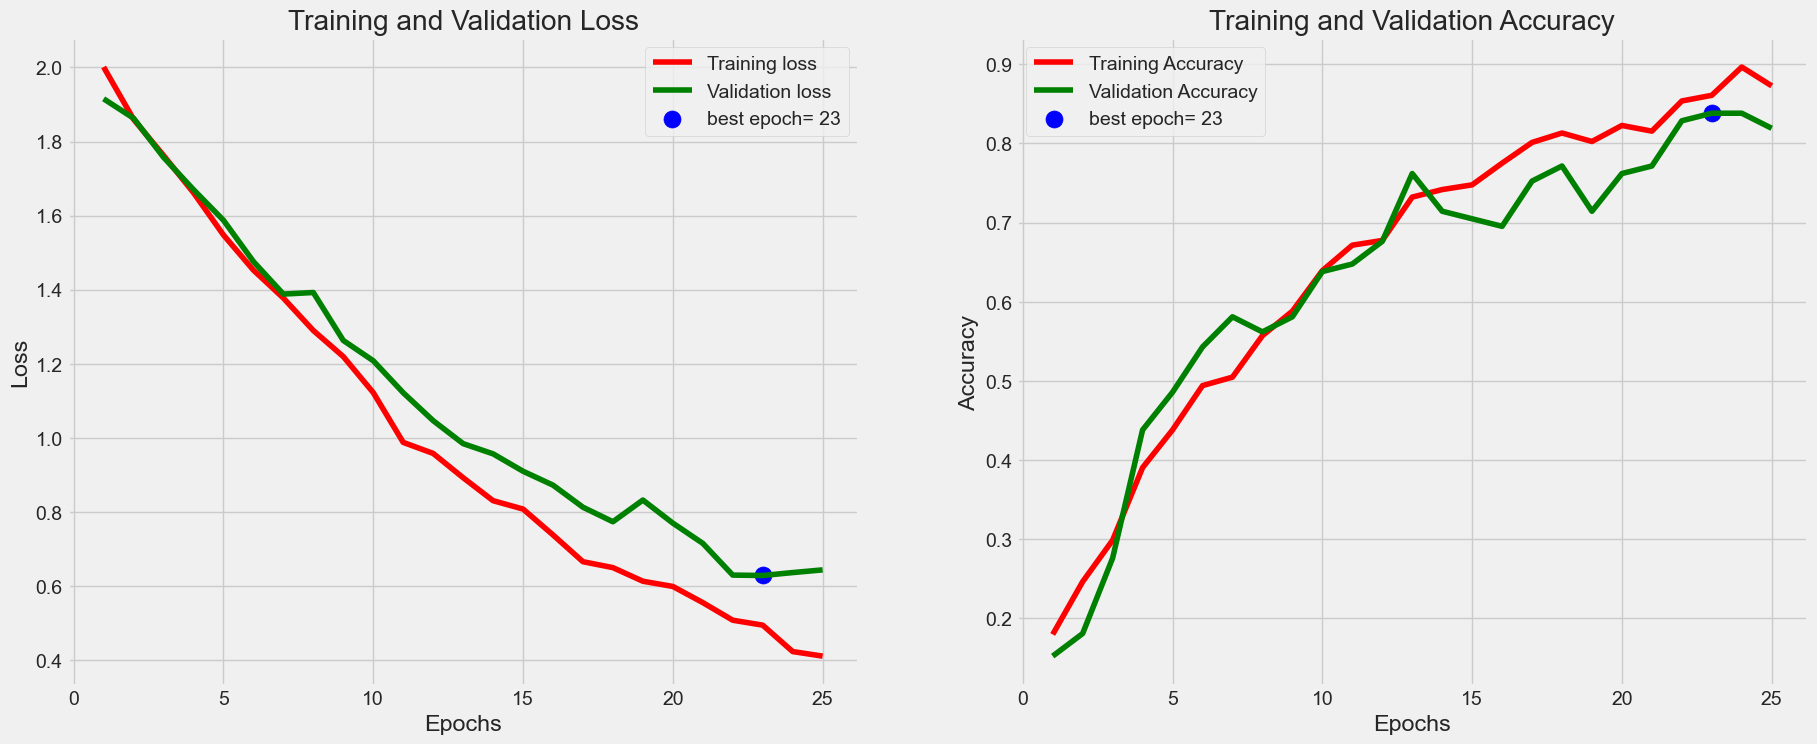 Training and Validation Loss
Training loss
Validation loss
best epoch= 23
2.0
1.8
1.6
1.4
1.2
1.0
0.8
0.6
0.4
Loss
0 5 10 15 20 25
Epochs
Training and Validation Accuracy
Training Accuracy
Validation Accuracy
best epoch= 23
0.9
0.8
0.7
0.6
0.5
0.4
0.3
0.2
Accuracy
0 5 10 15 20 25
Epochs